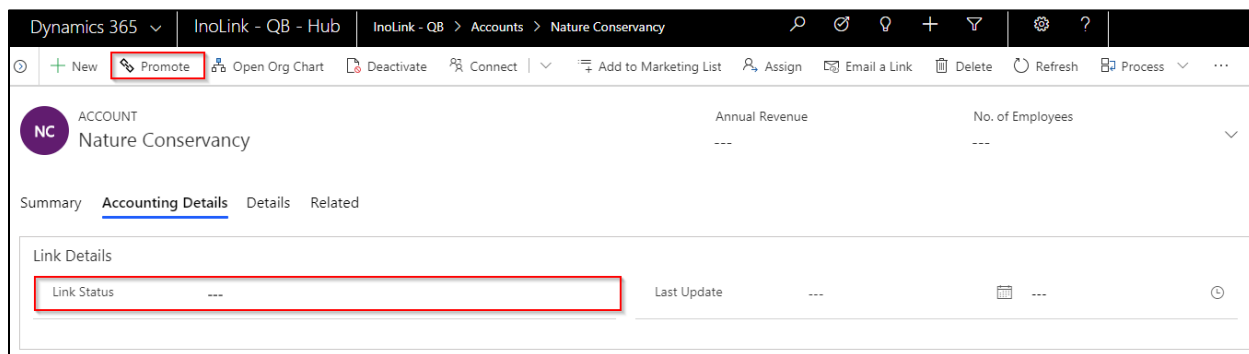 Dynamics 365 InoLink - QB - Hub InoLink - QB > Accounts > Nature Conservancy
+ New Promote Open Org Chart Deactivate Connect Add to Marketing List Assign Email a Link Delete Refresh Process ...
NC
ACCOUNT
Nature Conservancy
Annual Revenue
---
No. of Employees
---
Summary Accounting Details Details Related
Link Details
Link Status --- Last Update --- ---